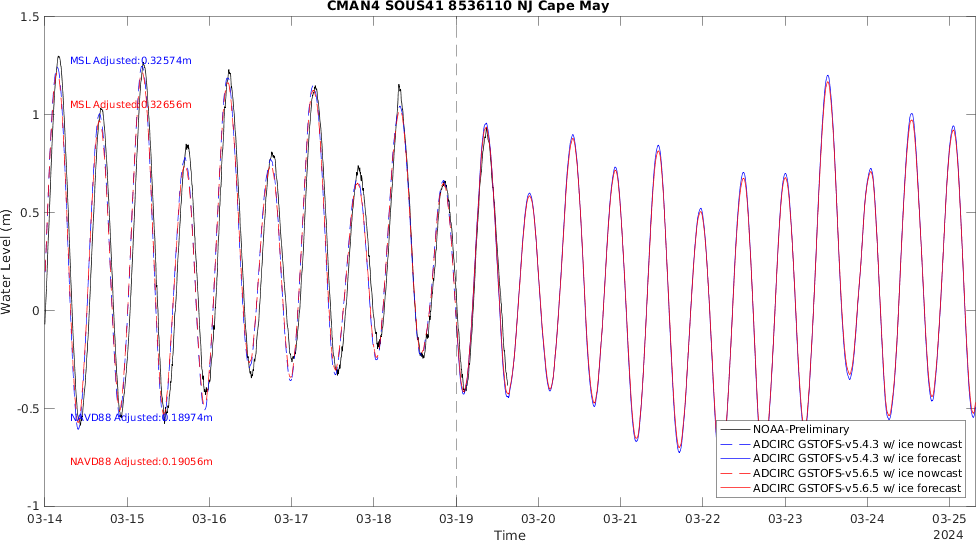 CMAN4 SOUS41 8536110 NJ Cape May
1.5
1
0.5
0
-0.5
-1
Water Level (m)
MSL Adjusted:0.32574m
MSL Adjusted:0.32656m
NAVD88 Adjusted:0.18974m
NAVD88 Adjusted:0.19056m
NOAA-Preliminary
ADCIRC GSTOFS-v5.4.3 w/ ice nowcast
ADCIRC GSTOFS-v5.4.3 w/ ice forecast
ADCIRC GSTOFS-v5.6.5 w/ ice nowcast
ADCIRC GSTOFS-v5.6.5 w/ ice forecast
03-14 03-15 03-16 03-17 03-18 03-19 03-20 03-21 03-22 03-23 03-24 03-25
Time
2024